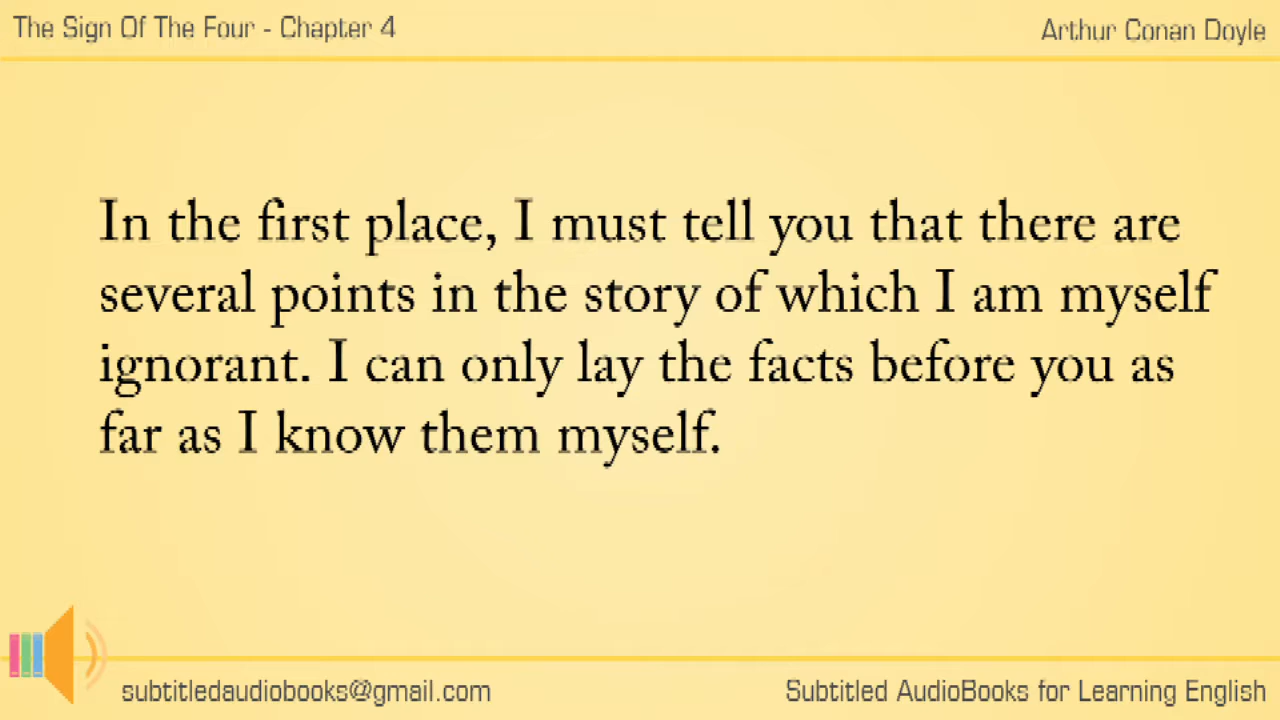 The Sign Of The Four - Chapter 4
Arthur Conan Doyle
In the first place, I must tell you that there are
several points in the story of which I am myself
ignorant. I can only lay the facts before you as
far as I know them myself.
subtitledaudiobooks@gmail.com
Subtitled AudioBooks for Learning English